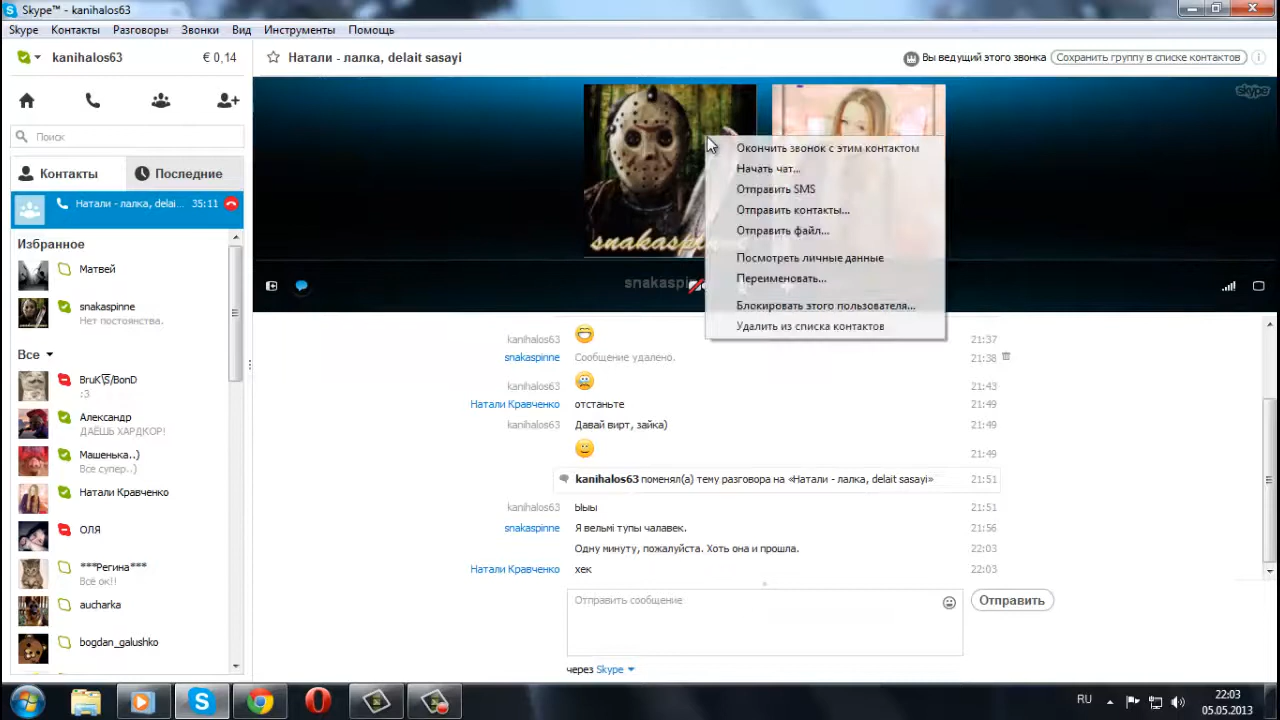 Skype™ - kanihalos63
Skype Контакты Разговоры Звонки Вид Инструменты Помощь
kanihalos63 € 0,14
Поиск
Контакты Последние
Натали - лалка, delai... 35:11
Избранное
Матвей
snakaspinne
Нет постоянства.
Все
BruK\S/BonD
:3
Александр
ДАЁШЬ ХАРДКОР!
Машенька..)
Все супер..)
Натали Кравченко
ОЛЯ
***Регина***
Всё ок!!
aucharka
bogdan_galushko
Натали - лалка, delait sasayi
Вы ведущий этого звонка Сохранить группу в списке контактов
skype
snakaspinne
Окончить звонок с этим контактом
Начать чат...
Отправить SMS
Отправить контакты...
Отправить файл...
Посмотреть личные данные
Переименовать...
Блокировать этого пользователя...
Удалить из списка контактов
kanihalos63 21:37
snakaspinne Сообщение удалено. 21:38
kanihalos63 21:43
Натали Кравченко отстаньте 21:49
kanihalos63 Давай вирт, зайка) 21:49
21:49
kanihalos63 поменял(а) тему разговора на «Натали - лалка, delait sasayi» 21:51
kanihalos63 Ыыы 21:51
snakaspinne Я вельмі тупы чалавек. 21:56
Одну минуту, пожалуйста. Хоть она и прошла. 22:03
Натали Кравченко хек 22:03
Отправить сообщение
Отправить
через Skype
RU
22:03
05.05.2013